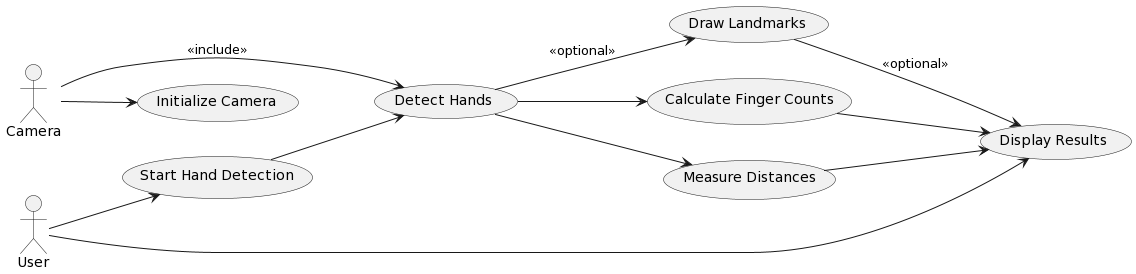 Draw Landmarks
«include»
«optional»
«optional»
Camera
Initialize Camera
Detect Hands
Calculate Finger Counts
Display Results
Start Hand Detection
Measure Distances
User